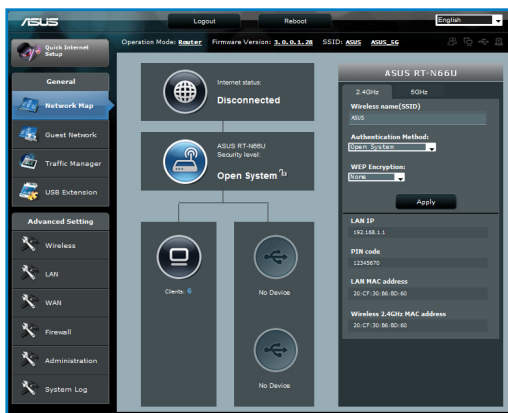 ASUS
Logout
Reboot
English
Quick Internet Setup
Operation Mode: Router Firmware Version: 3.0.0.1.28 SSID: ASUS ASUS_5G
General
Network Map
Guest Network
Traffic Manager
USB Extension
Advanced Setting
Wireless
LAN
WAN
Firewall
Administration
System Log
Internet status:
Disconnected
ASUS RT-N66U
Security level:
Open System
Clients: 6
No Device
No Device
ASUS RT-N66U
2.4GHz 5GHz
Wireless name(SSID)
ASUS
Authentication Method:
Open System
WEP Encryption:
None
Apply
LAN IP
192.168.1.1
PIN code
12345670
LAN MAC address
20:CF:30:B6:BD:60
Wireless 2.4GHz MAC address
20:CF:30:B6:BD:60